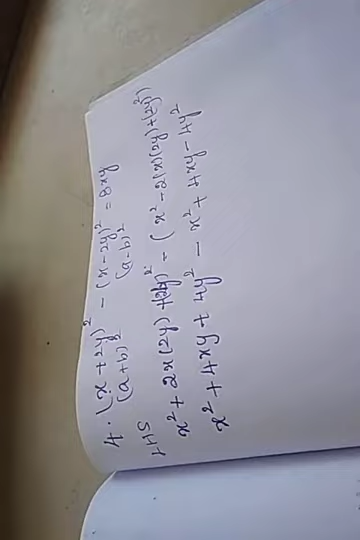 4. (x + 2y)² - (x - 2y)² = 8xy
(a+b)² (a-b)²
LHS
x² + 2x(2y) + (2y)² - (x² - 2(x)(2y) + (2y)²)
x² + 4xy + 4y² - x² + 4xy - 4y²